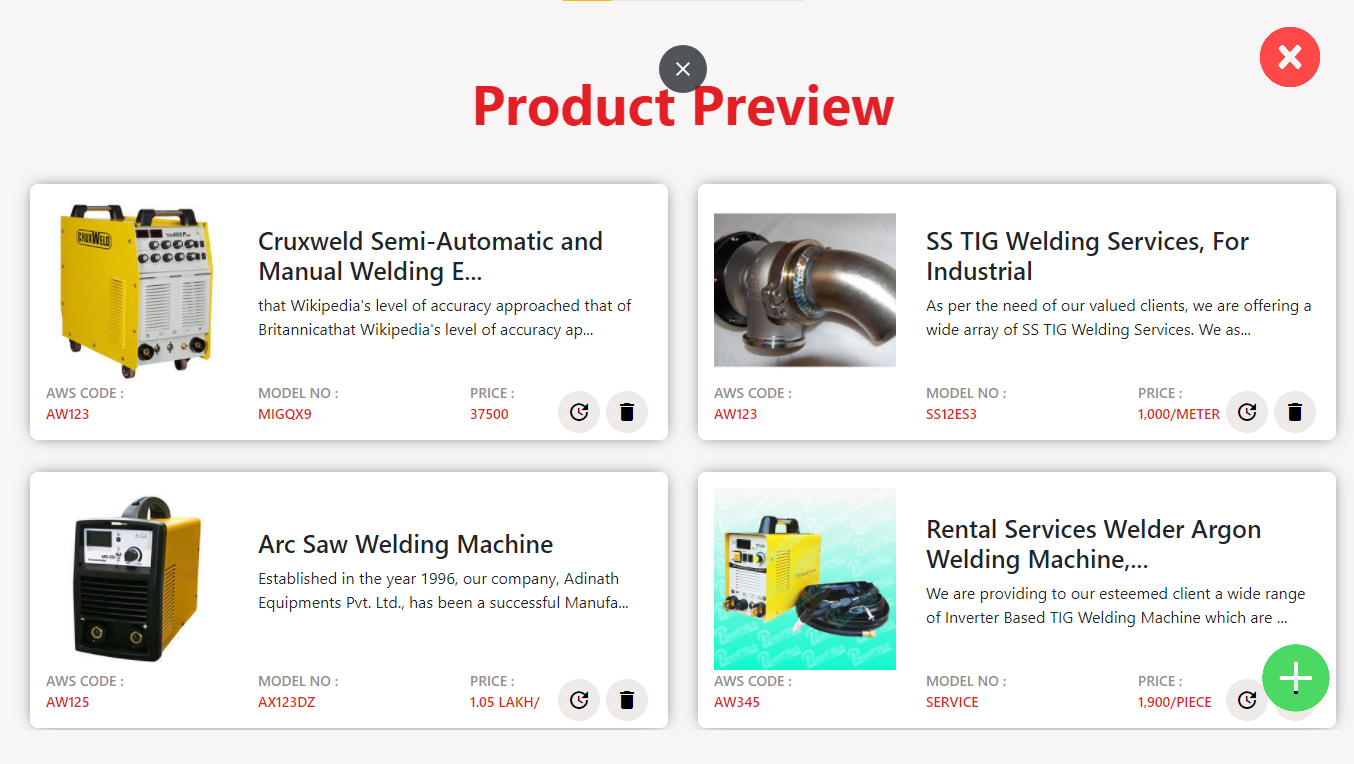 Product Preview
CRUXWELD
Cruxweld Semi-Automatic and
Manual Welding E...
that Wikipedia's level of accuracy approached that of
Britannicathat Wikipedia's level of accuracy ap...
AWS CODE :
MODEL NO :
PRICE :
AW123
MIGQX9
37500
SS TIG Welding Services, For
Industrial
As per the need of our valued clients, we are offering a
wide array of SS TIG Welding Services. We as...
AWS CODE :
MODEL NO :
PRICE :
AW123
SS12ES3
1,000/METER
Arc Saw Welding Machine
Established in the year 1996, our company, Adinath
Equipments Pvt. Ltd., has been a successful Manufa...
AWS CODE :
MODEL NO :
PRICE :
AW125
AX123DZ
1.05 LAKH/
Rental Services Welder Argon
Welding Machine,...
We are providing to our esteemed client a wide range
of Inverter Based TIG Welding Machine which are ...
AWS CODE :
MODEL NO :
PRICE :
AW345
SERVICE
1,900/PIECE